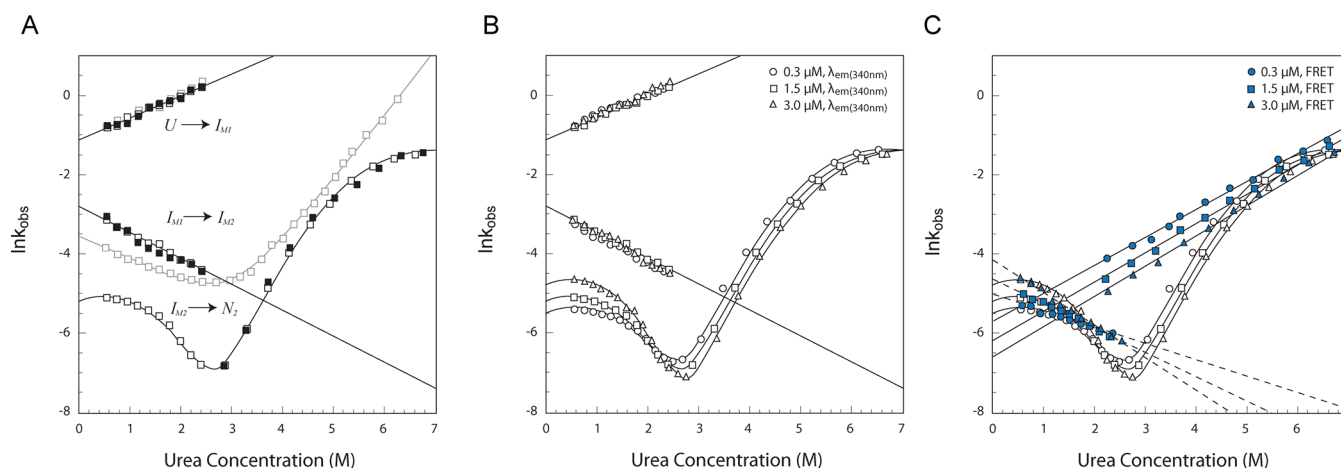 A
lnk_obs
0
-2
-4
-6
-8
U → I_M1
I_M1 → I_M2
I_M2 → N_2
0 1 2 3 4 5 6 7
Urea Concentration (M)
B
lnk_obs
0.3 μM, λ_em(340nm)
1.5 μM, λ_em(340nm)
3.0 μM, λ_em(340nm)
0
-2
-4
-6
-8
0 1 2 3 4 5 6 7
Urea Concentration (M)
C
lnk_obs
0.3 μM, FRET
1.5 μM, FRET
3.0 μM, FRET
0
-2
-4
-6
-8
0 1 2 3 4 5 6 7
Urea Concentration (M)